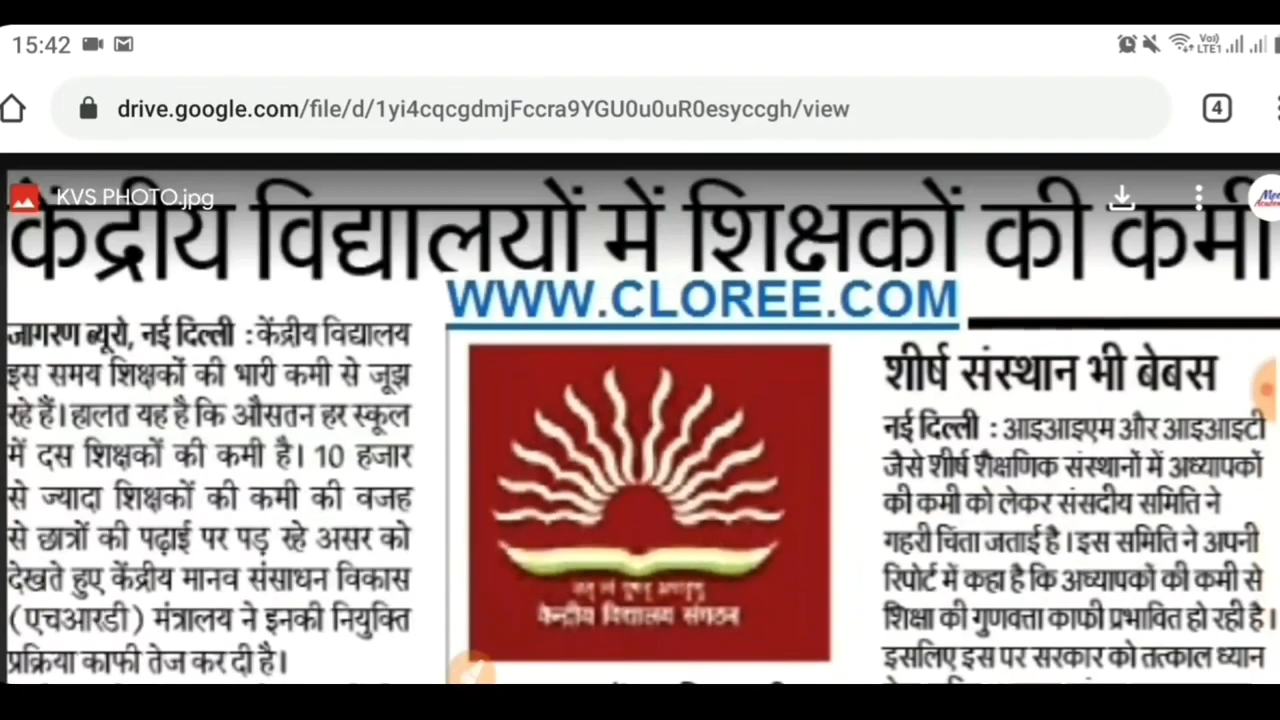 15:42
Vo)
LTE1
drive.google.com/file/d/1yi4cqcgdmjFccra9YGU0u0uR0esyccgh/view
4
KVS PHOTO.jpg
केंद्रीय विद्यालयों में शिक्षकों की कमी
WWW.CLOREE.COM
जागरण ब्यूरो, नई दिल्ली : केंद्रीय विद्यालय
इस समय शिक्षकों की भारी कमी से जूझ
रहे हैं। हालत यह है कि औसतन हर स्कूल
में दस शिक्षकों की कमी है। 10 हजार
से ज्यादा शिक्षकों की कमी की वजह
से छात्रों की पढ़ाई पर पड़ रहे असर को
देखते हुए केंद्रीय मानव संसाधन विकास
(एचआरडी) मंत्रालय ने इनकी नियुक्ति
प्रक्रिया काफी तेज कर दी है।
केन्द्रीय विद्यालय संगठन
शीर्ष संस्थान भी बेबस
नई दिल्ली : आइआइएम और आइआइटी
जैसे शीर्ष शैक्षणिक संस्थानों में अध्यापकों
की कमी को लेकर संसदीय समिति ने
गहरी चिंता जताई है। इस समिति ने अपनी
रिपोर्ट में कहा है कि अध्यापकों की कमी से
शिक्षा की गुणवत्ता काफी प्रभावित हो रही है।
इसलिए इस पर सरकार को तत्काल ध्यान